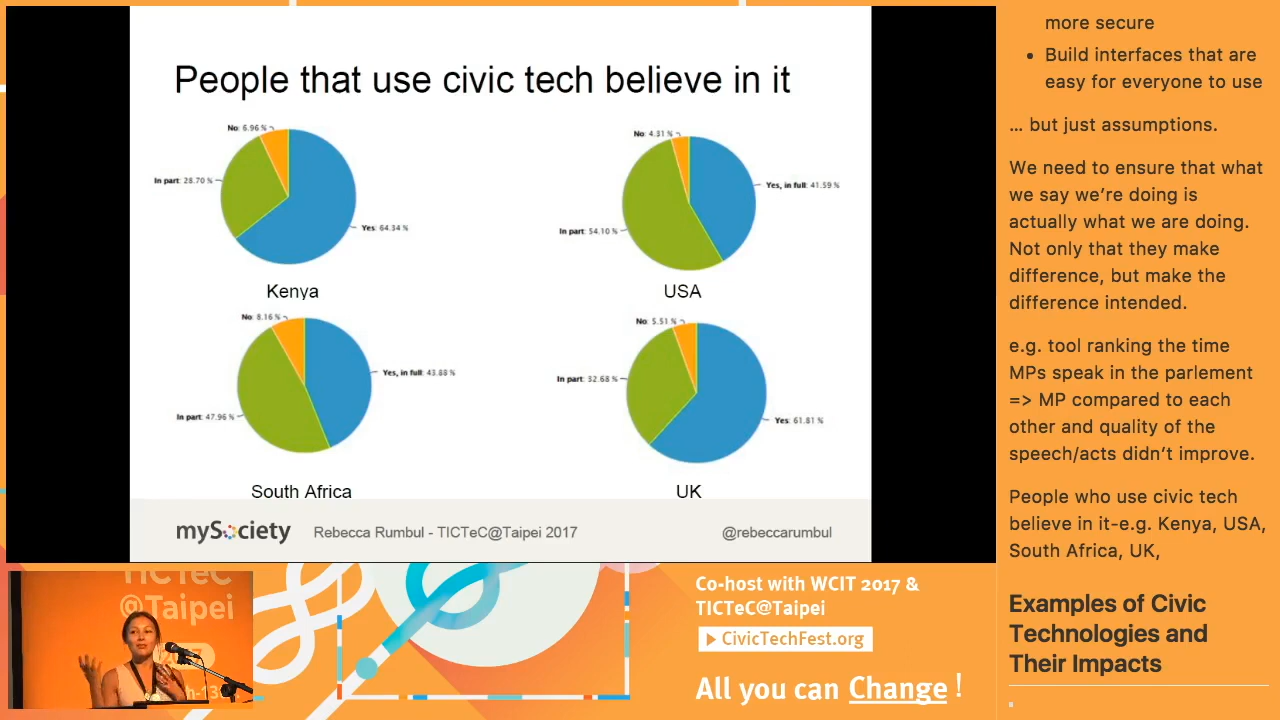 People that use civic tech believe in it
No: 6.96 %
In part: 28.70 %
Yes: 64.34 %
Kenya
No: 4.31 %
Yes, in full: 41.59 %
In part: 54.10 %
USA
No: 8.16 %
Yes, in full: 43.88 %
In part: 47.96 %
South Africa
No: 5.51 %
In part: 32.68 %
Yes: 61.81 %
UK
mySociety
Rebecca Rumbul - TICTeC@Taipei 2017
@rebeccarumbul
more secure
• Build interfaces that are
easy for everyone to use
... but just assumptions.
We need to ensure that what
we say we’re doing is
actually what we are doing.
Not only that they make
difference, but make the
difference intended.
e.g. tool ranking the time
MPs speak in the parlement
=> MP compared to each
other and quality of the
speech/acts didn’t improve.
People who use civic tech
believe in it-e.g. Kenya, USA,
South Africa, UK,
Examples of Civic
Technologies and
Their Impacts
TICTeC
@Taipei
Co-host with WCIT 2017 &
TICTeC@Taipei
CivicTechFest.org
All you can Change !